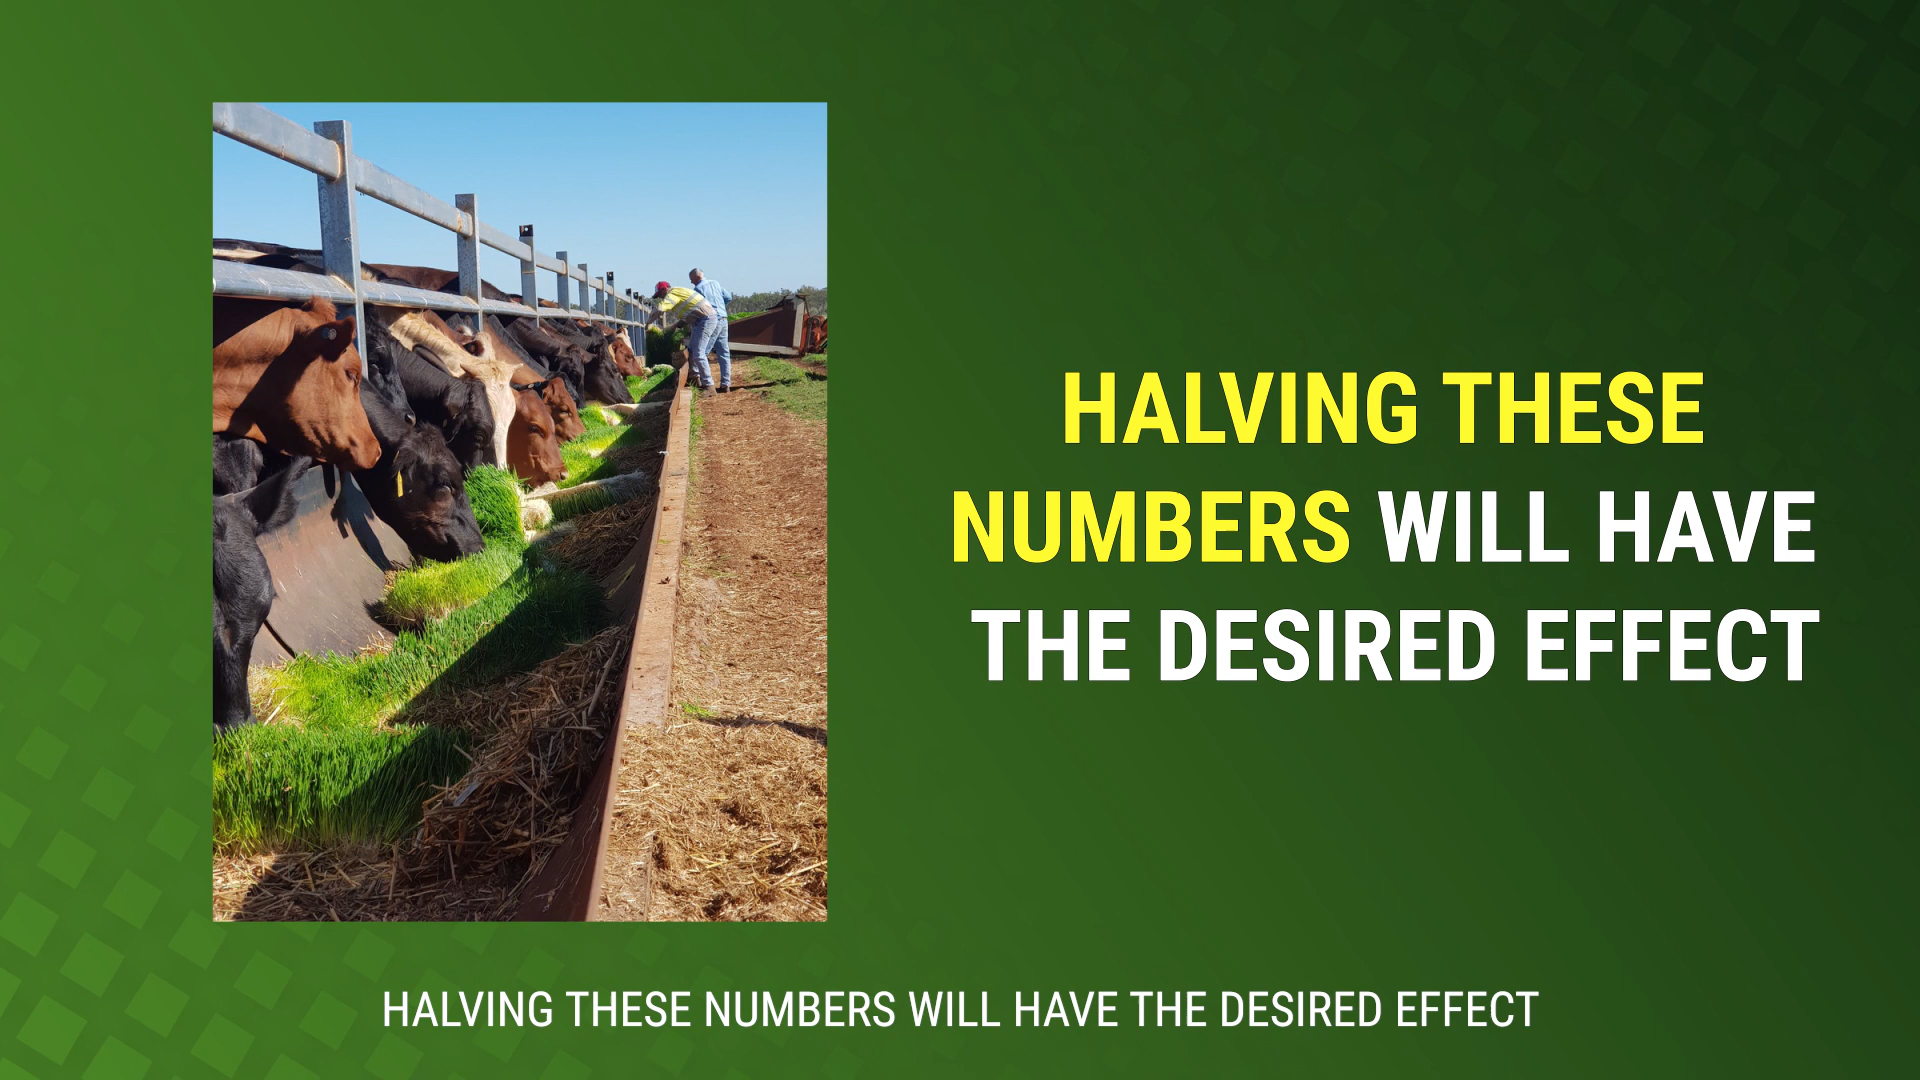 HALVING THESE
NUMBERS WILL HAVE
THE DESIRED EFFECT
HALVING THESE NUMBERS WILL HAVE THE DESIRED EFFECT